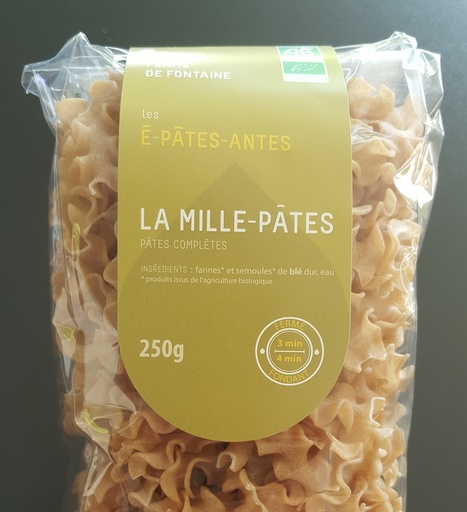 DE FONTAINE
les
Ē-PÂTES-ANTES
LA MILLE-PÂTES
PÂTES COMPLÊTES
INGRÉDIENTS : farines* et semoules* de blé dur, eau
* produits issus de l'agriculture biologique
250g
FERME
3 min
4 min
FONDANT